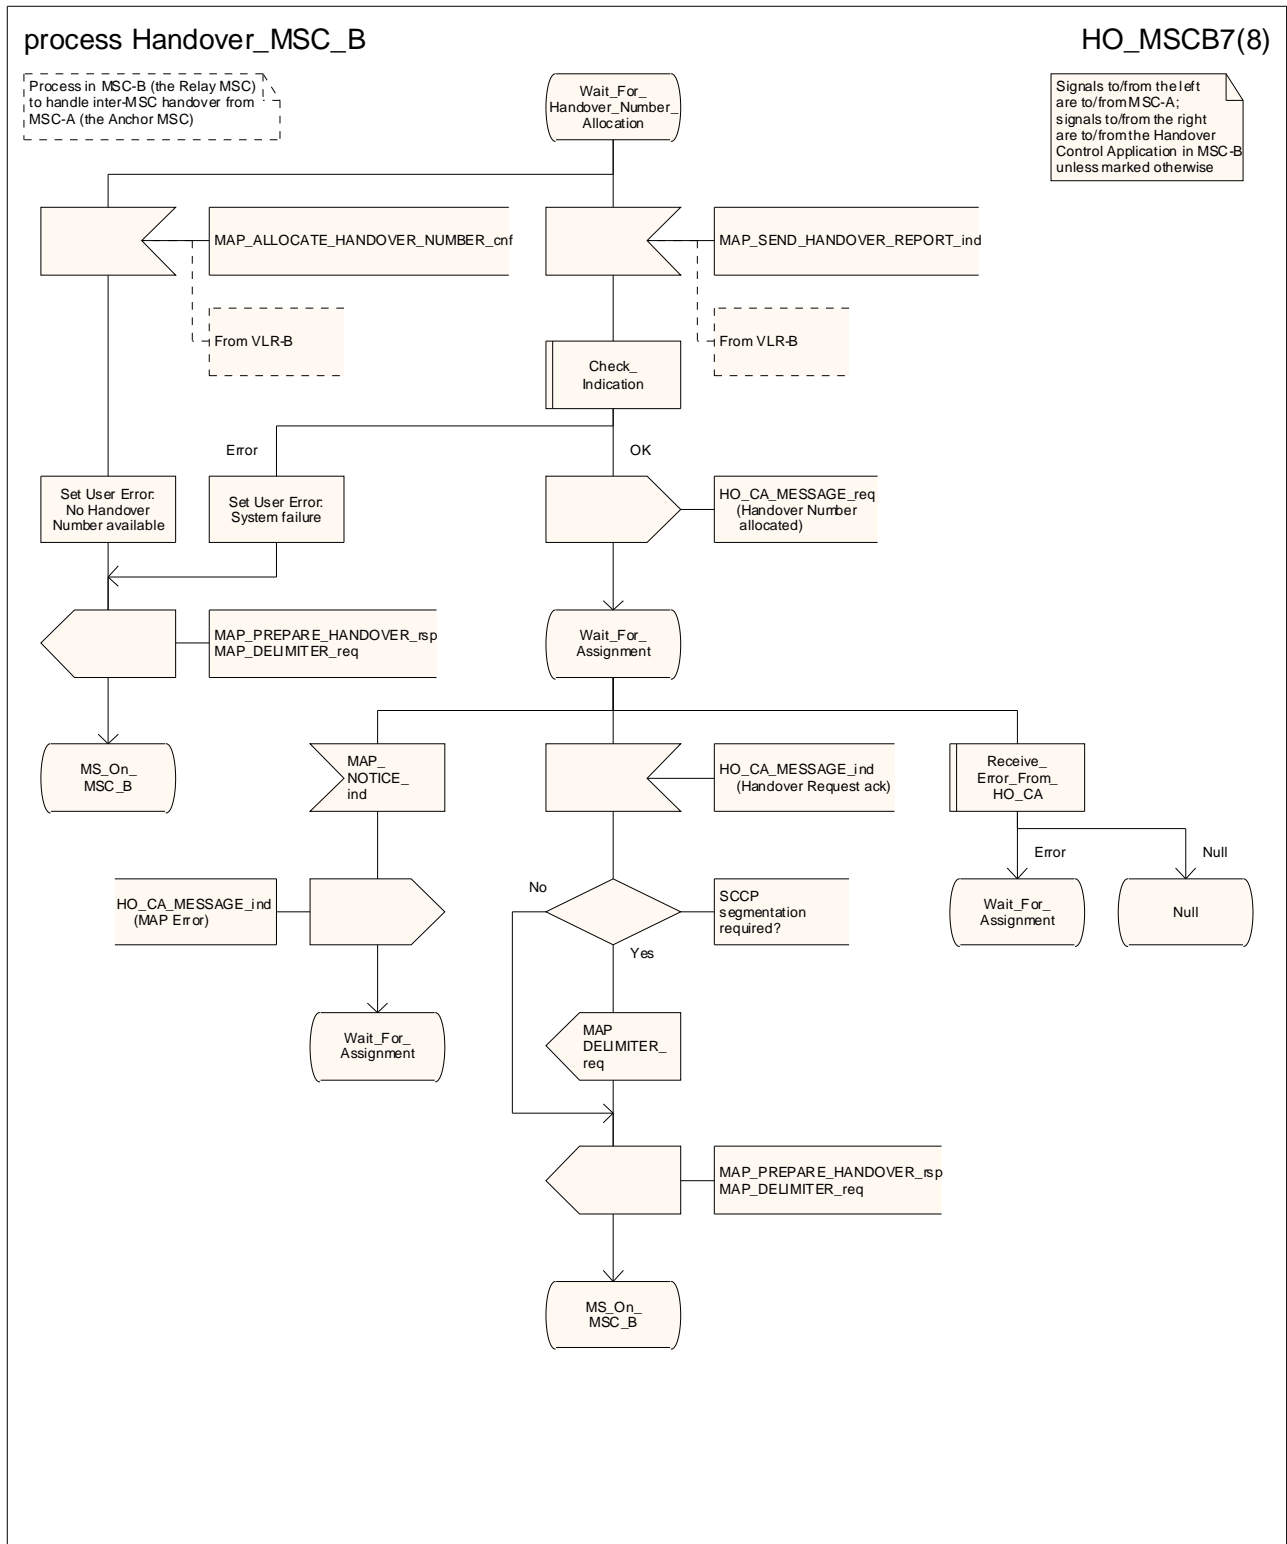 process Handover_MSC_B
HO_MSCB7(8)
Process in MSC-B (the Relay MSC)
to handle inter-MSC handover from
MSC-A (the Anchor MSC)
Wait_For_
Handover_Number_
Allocation
Signals to/from the left
are to/from MSC-A;
signals to/from the right
are to/from the Handover
Control Application in MSC-B
unless marked otherwise
MAP_ALLOCATE_HANDOVER_NUMBER_cnf
MAP_SEND_HANDOVER_REPORT_ind
From VLR-B
From VLR-B
Check_
Indication
Error
OK
Set User Error:
No Handover
Number available
Set User Error:
System failure
HO_CA_MESSAGE_req
(Handover Number
allocated)
MAP_PREPARE_HANDOVER_rsp
MAP_DELIMITER_req
Wait_For_
Assignment
MS_On_
MSC_B
MAP_
NOTICE_
ind
HO_CA_MESSAGE_ind
(Handover Request ack)
Receive_
Error_From_
HO_CA
Error
Null
HO_CA_MESSAGE_ind
(MAP Error)
No
SCCP
segmentation
required?
Yes
Wait_For_
Assignment
Null
Wait_For_
Assignment
MAP
DELIMITER_
req
MAP_PREPARE_HANDOVER_rsp
MAP_DELIMITER_req
MS_On_
MSC_B